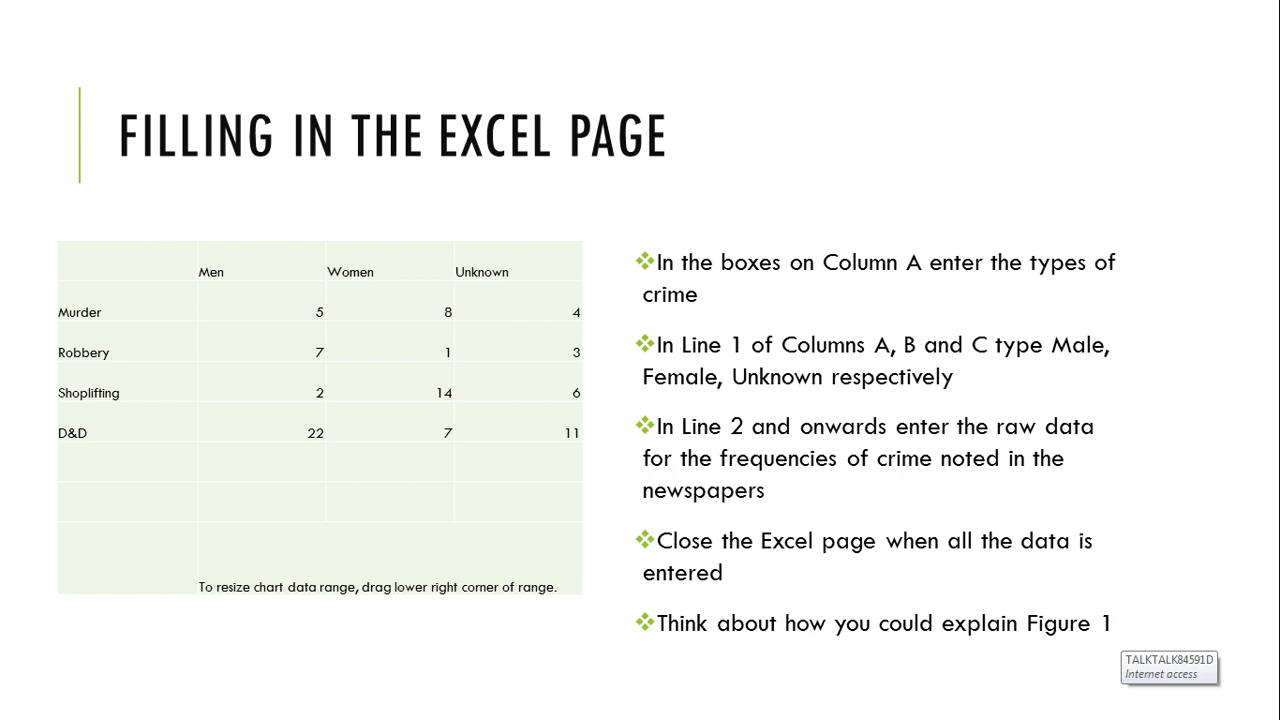 FILLING IN THE EXCEL PAGE
Men Women Unknown
Murder 5 8 4
Robbery 7 1 3
Shoplifting 2 14 6
D&D 22 7 11
To resize chart data range, drag lower right corner of range.
In the boxes on Column A enter the types of
crime
In Line 1 of Columns A, B and C type Male,
Female, Unknown respectively
In Line 2 and onwards enter the raw data
for the frequencies of crime noted in the
newspapers
Close the Excel page when all the data is
entered
Think about how you could explain Figure 1
TALKTALK84591D
Internet access